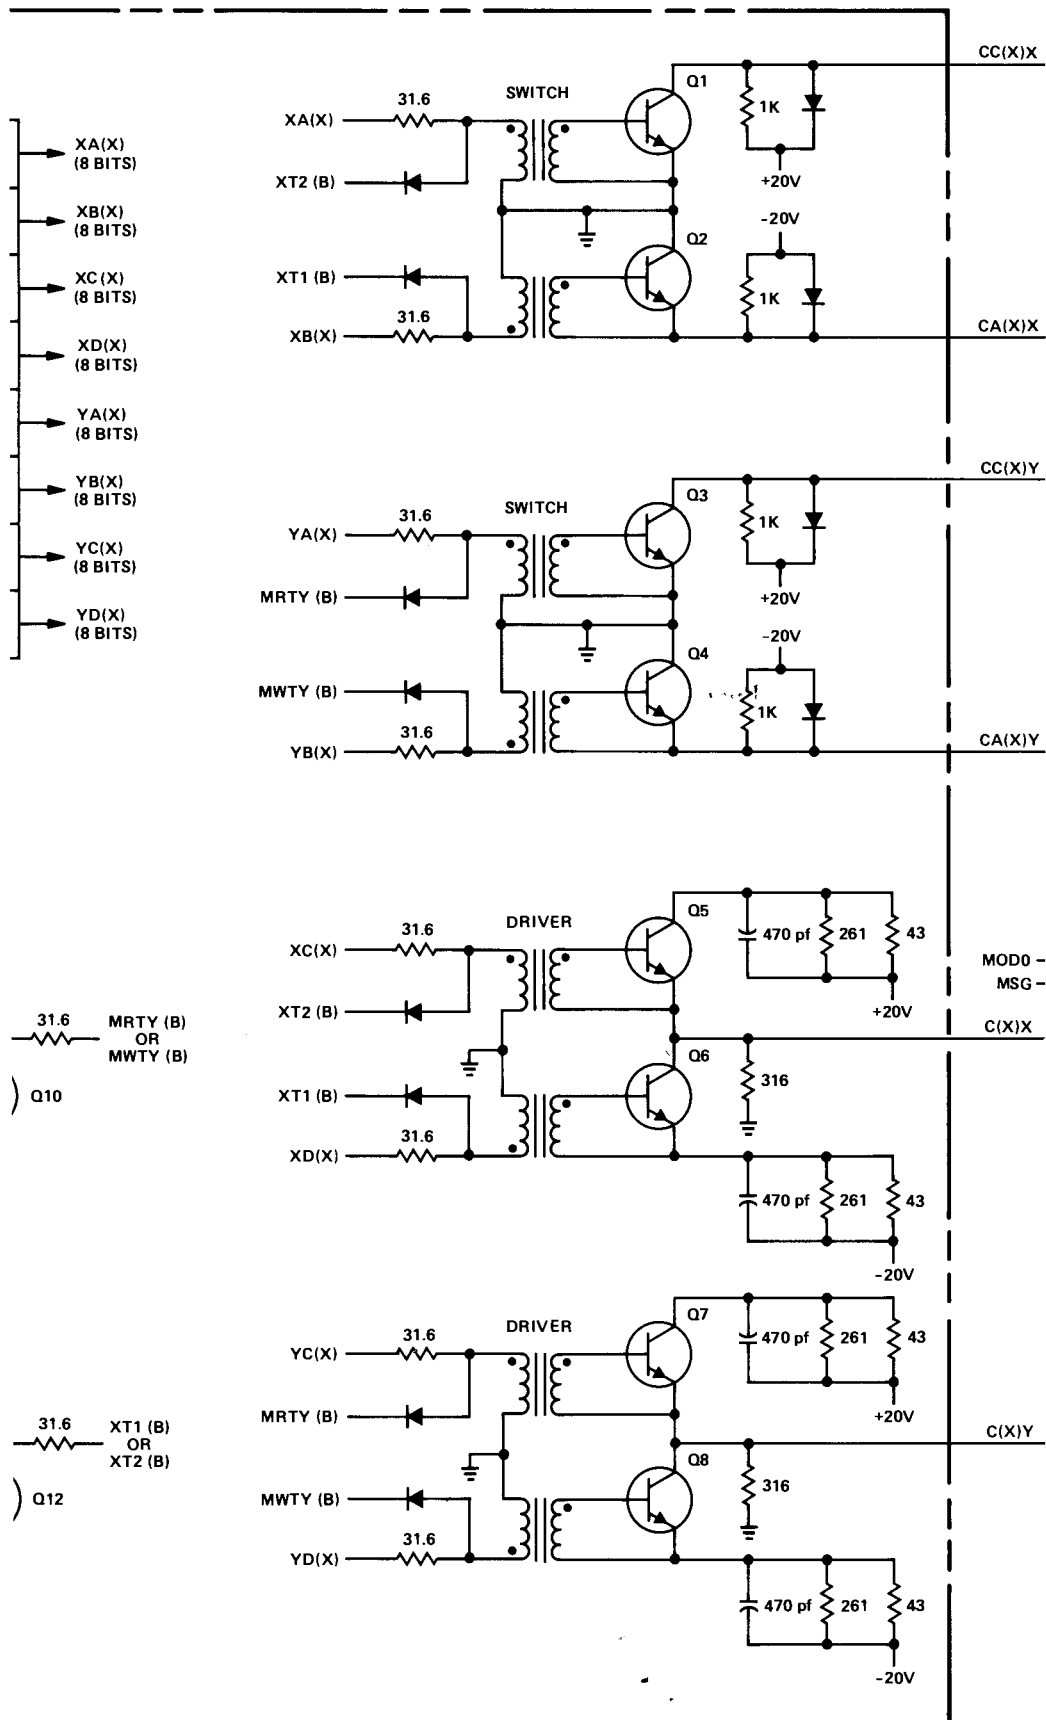 XA(X)
(8 BITS)
XB(X)
(8 BITS)
XC(X)
(8 BITS)
XD(X)
(8 BITS)
YA(X)
(8 BITS)
YB(X)
(8 BITS)
YC(X)
(8 BITS)
YD(X)
(8 BITS)
CC(X)X
Q1
SWITCH
31.6
XA(X)
1K
XT2 (B)
+20V
-20V
Q2
XT1 (B)
1K
31.6
XB(X)
CA(X)X
CC(X)Y
Q3
SWITCH
31.6
YA(X)
1K
MRTY (B)
+20V
-20V
Q4
MWTY (B)
1K
31.6
YB(X)
CA(X)Y
Q5
DRIVER
31.6
XC(X)
470 pf
261
43
MOD0
MSG
XT2 (B)
+20V
C(X)X
31.6
MRTY (B)
OR
MWTY (B)
Q10
Q6
316
XT1 (B)
31.6
XD(X)
470 pf
261
43
-20V
Q7
DRIVER
31.6
YC(X)
470 pf
261
43
MRTY (B)
+20V
C(X)Y
31.6
XT1 (B)
OR
XT2 (B)
Q12
Q8
316
MWTY (B)
31.6
YD(X)
470 pf
261
43
-20V